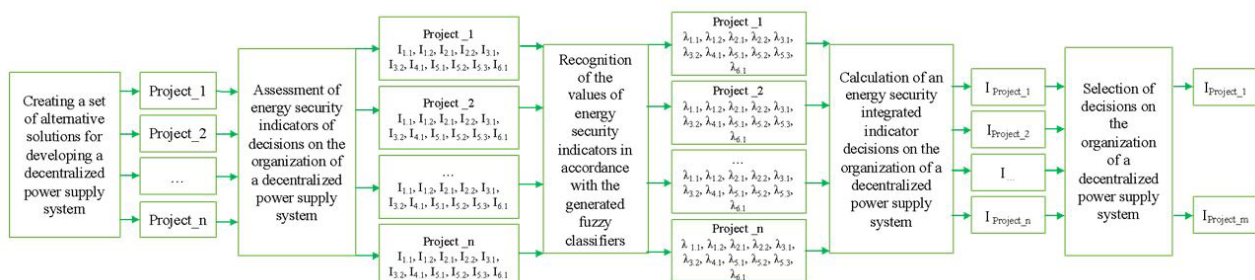 Creating a set
of alternative
solutions for
developing a
decentralized
power supply
system
Project_1
Project_2
...
Project_n
Assessment of
energy security
indicators of
decisions on the
organization of
a decentralized
power supply
system
Project _1
I1.1, I1.2, I2.1, I2.2, I3.1,
I3.2, I4.1, I5.1, I5.2, I5.3, I6.1
Project _2
I1.1, I1.2, I2.1, I2.2, I3.1,
I3.2, I4.1, I5.1, I5.2, I5.3, I6.1
...
I1.1, I1.2, I2.1, I2.2, I3.1,
I3.2, I4.1, I5.1, I5.2, I5.3, I6.1
Project _n
I1.1, I1.2, I2.1, I2.2, I3.1,
I3.2, I4.1, I5.1, I5.2, I5.3, I6.1
Recognition
of the
values of
energy
security
indicators in
accordance
with the
generated
fuzzy
classifiers
Project _1
λ1.1, λ1.2, λ2.1, λ2.2, λ3.1,
λ3.2, λ4.1, λ5.1, λ5.2, λ5.3,
λ6.1
Project _2
λ1.1, λ1.2, λ2.1, λ2.2, λ3.1,
λ3.2, λ4.1, λ5.1, λ5.2, λ5.3,
λ6.1
...
λ1.1, λ1.2, λ2.1, λ2.2, λ3.1,
λ3.2, λ4.1, λ5.1, λ5.2, λ5.3,
λ6.1
Project _n
λ 1.1, λ1.2, λ2.1, λ2.2, λ3.1,
λ3.2, λ4.1, λ5.1, λ5.2, λ5.3,
λ6.1
Calculation of an
energy security
integrated
indicator
decisions on the
organization of a
decentralized
power supply
system
I Project_1
IProject_2
I...
I Project_n
Selection of
decisions on
the
organization
of a
decentralized
power supply
system
IProject_1
IProject_m